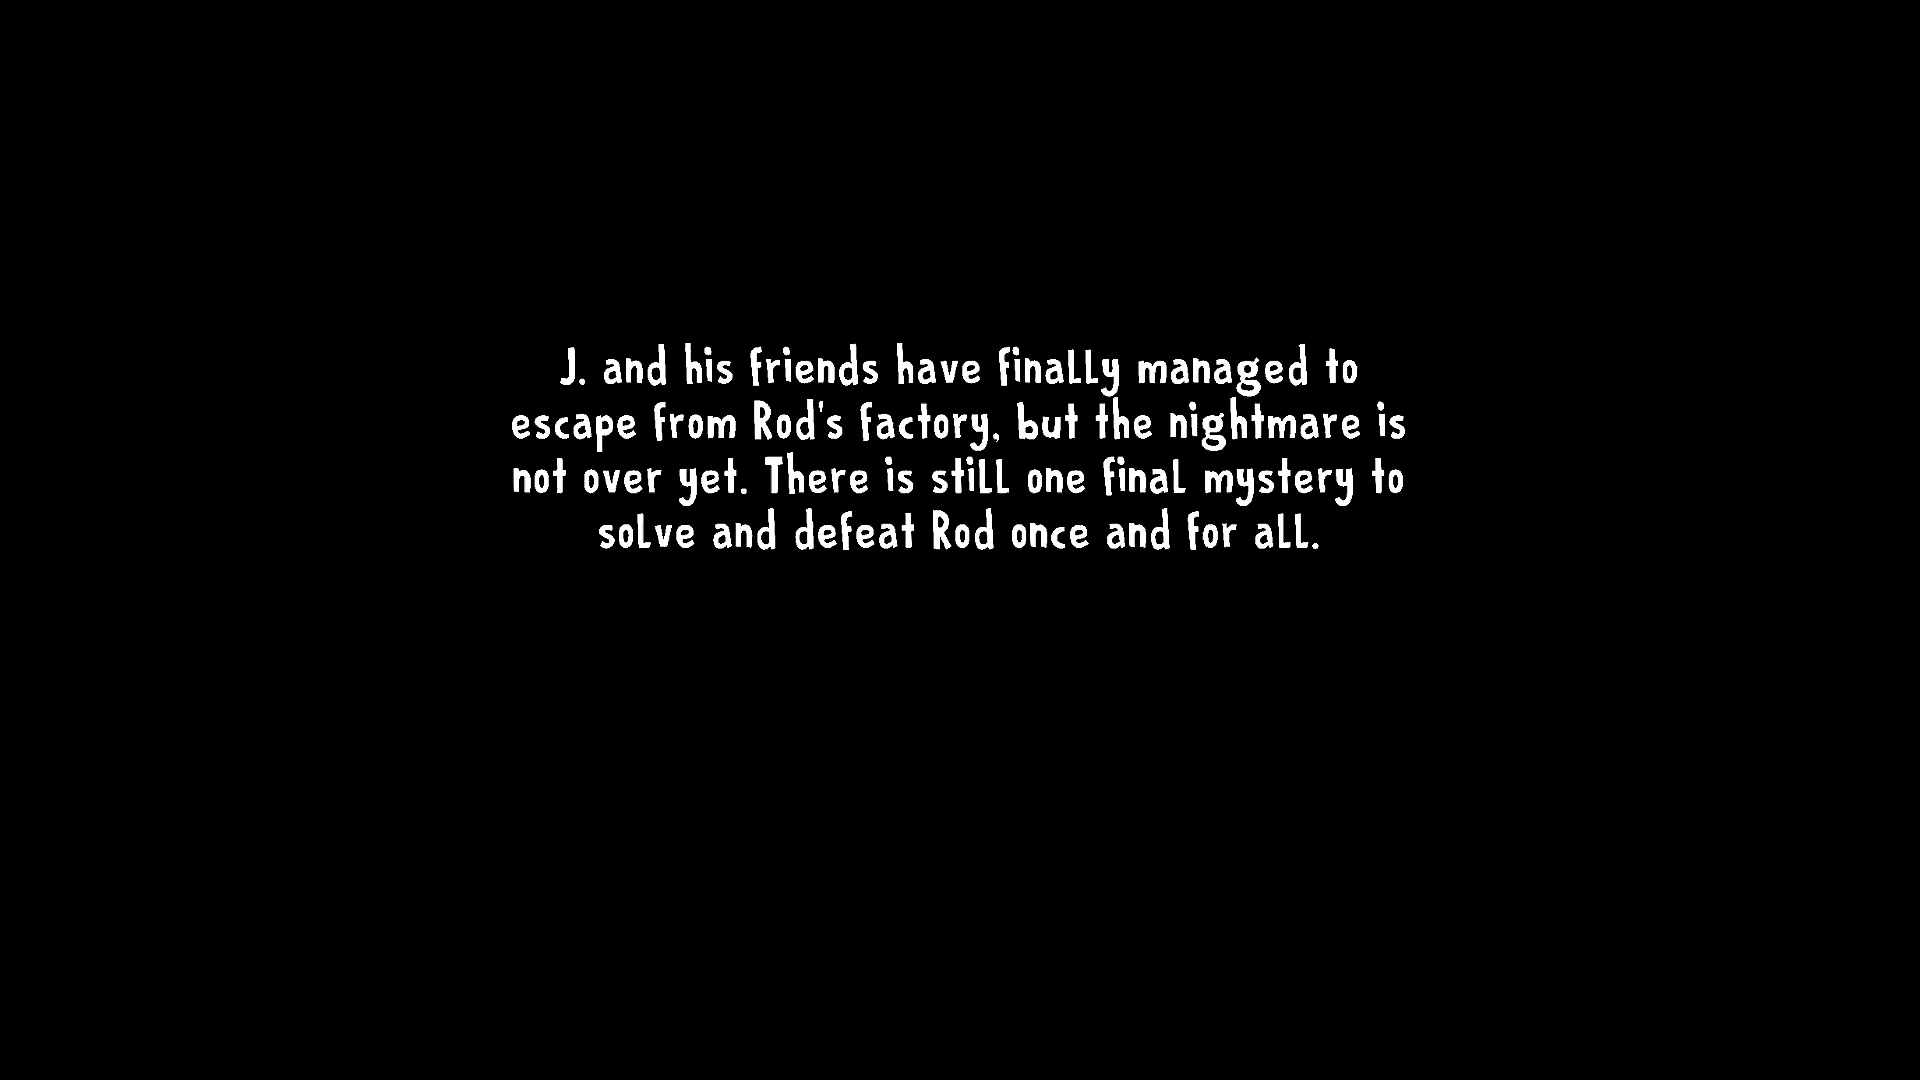 J. and his friends have finally managed to
escape from Rod's factory, but the nightmare is
not over yet. There is still one final mystery to
solve and defeat Rod once and for all.